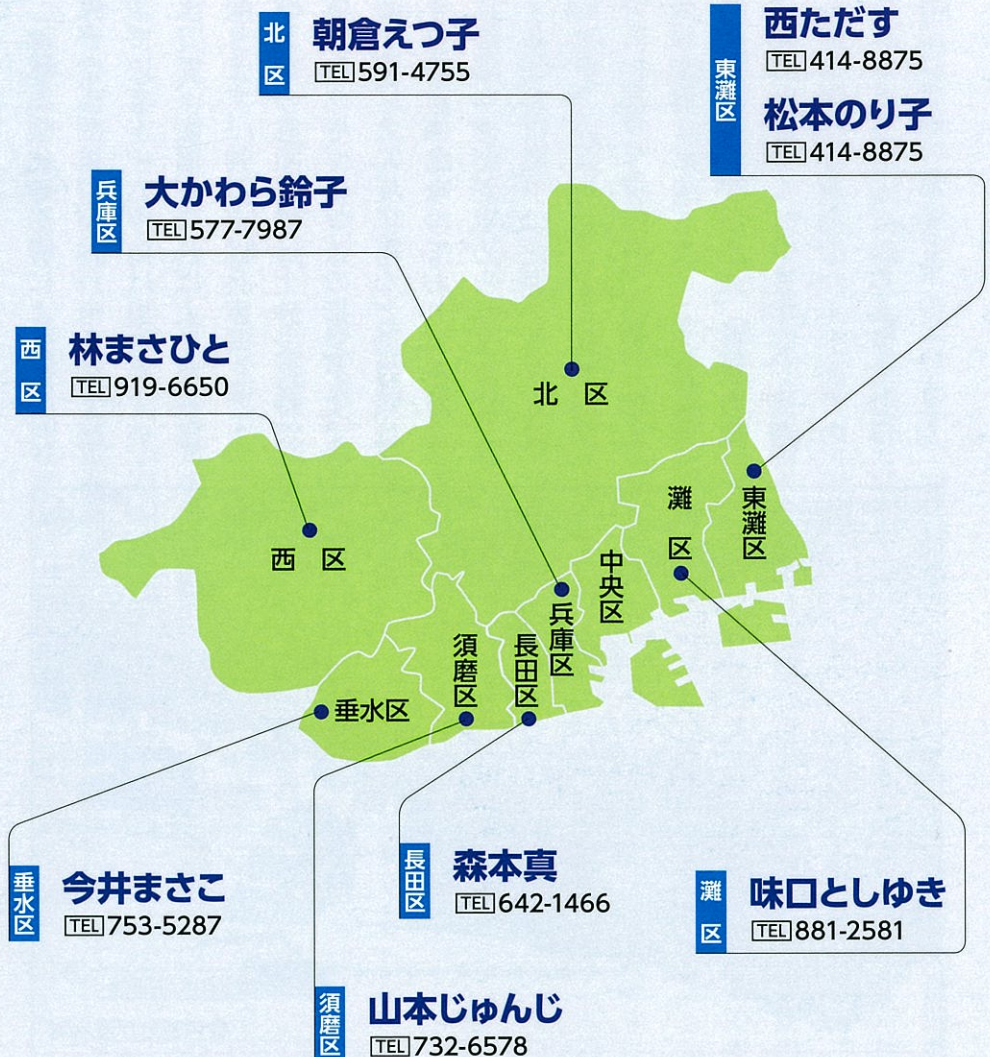 北区
朝倉えつ子
TEL 591-4755
東灘区
西ただす
TEL 414-8875
松本のり子
TEL 414-8875
兵庫区
大かわら鈴子
TEL 577-7987
西区
林まさひと
TEL 919-6650
北 区
灘 区
東灘区
西 区
中央区
兵庫区
須磨区
長田区
垂水区
垂水区
今井まさこ
TEL 753-5287
長田区
森本真
TEL 642-1466
灘区
味口としゆき
TEL 881-2581
須磨区
山本じゅんじ
TEL 732-6578